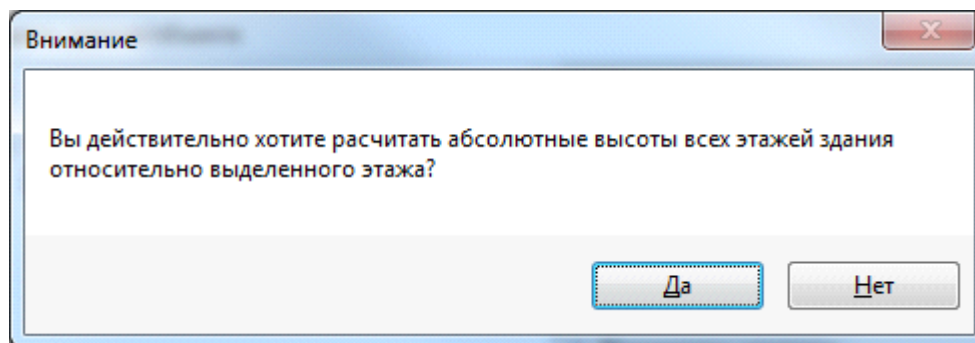 Внимание
Вы действительно хотите расчитать абсолютные высоты всех этажей здания
относительно выделенного этажа?
Да
Нет